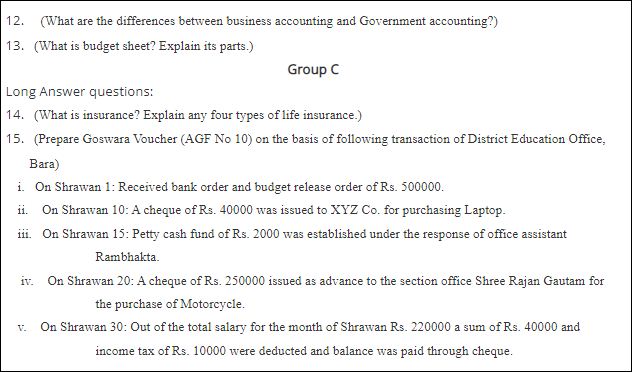 12. (What are the differences between business accounting and Government accounting?)
13. (What is budget sheet? Explain its parts.)
Group C
Long Answer questions:
14. (What is insurance? Explain any four types of life insurance.)
15. (Prepare Goswara Voucher (AGF No 10) on the basis of following transaction of District Education Office,
Bara)
i. On Shrawan 1: Received bank order and budget release order of Rs. 500000.
ii. On Shrawan 10: A cheque of Rs. 40000 was issued to XYZ Co. for purchasing Laptop.
iii. On Shrawan 15: Petty cash fund of Rs. 2000 was established under the response of office assistant
Rambhakta.
iv. On Shrawan 20: A cheque of Rs. 250000 issued as advance to the section office Shree Rajan Gautam for
the purchase of Motorcycle.
v. On Shrawan 30: Out of the total salary for the month of Shrawan Rs. 220000 a sum of Rs. 40000 and
income tax of Rs. 10000 were deducted and balance was paid through cheque.